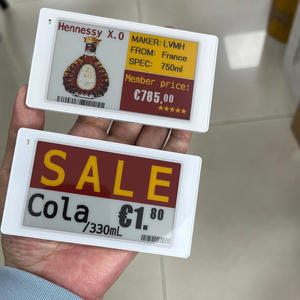 Hennessy X.O
MAKER: LVMH
FROM: France
SPEC: 750ml
Member price:
€785.00
★★★★★
SALE
Cola/330mL
€1.80